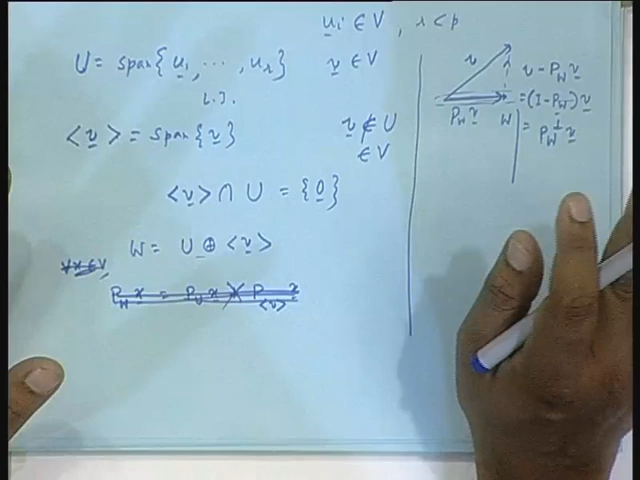 u_i ∈ V , r < p
U = span{u_1, ..., u_r} v ∈ V
L.I.
<v> = span{v} v ∉ U
∈ V
<v> ∩ U = {0}
W = U ⊕ <v>
∀x∈V,
P_W x = P_U x + P_<v> x
v
v - P_W v
= (I - P_W) v
P_W v W
= P_W^⊥ v